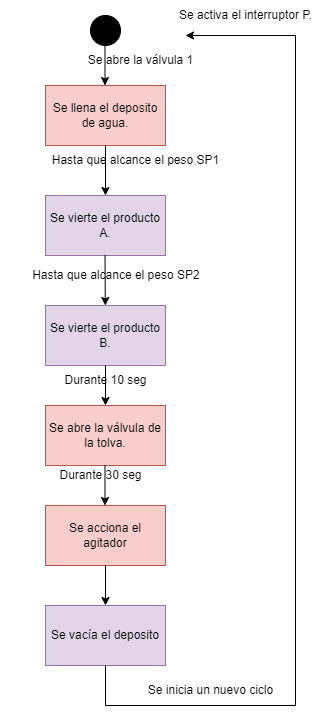 Se activa el interruptor P.
Se abre la válvula 1
Se llena el deposito
de agua.
Hasta que alcance el peso SP1
Se vierte el producto
A.
Hasta que alcance el peso SP2
Se vierte el producto
B.
Durante 10 seg
Se abre la válvula de
la tolva.
Durante 30 seg
Se acciona el
agitador
Se vacía el deposito
Se inicia un nuevo ciclo